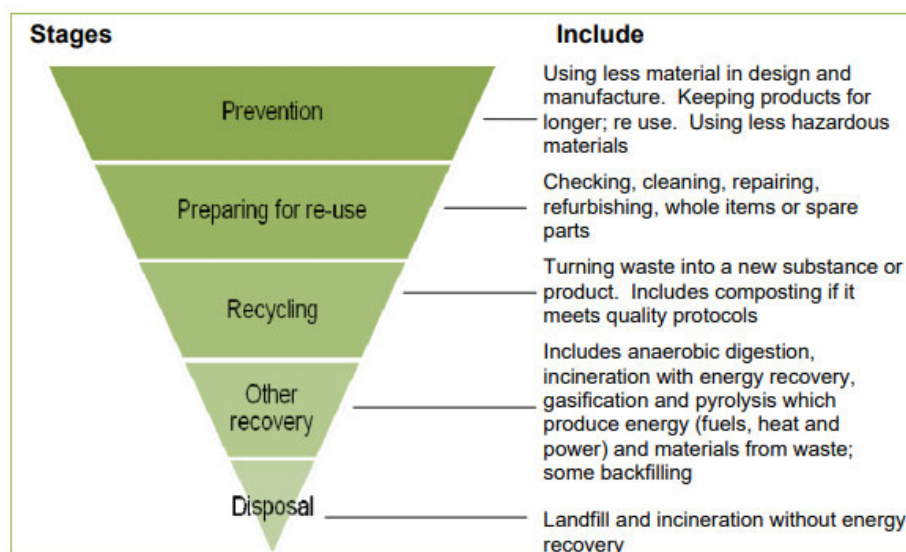 Stages
Include
Prevention
Using less material in design and
manufacture.  Keeping products for
longer; re use.  Using less hazardous
materials
Preparing for re-use
Checking, cleaning, repairing,
refurbishing, whole items or spare
parts
Recycling
Turning waste into a new substance or
product.  Includes composting if it
meets quality protocols
Other
recovery
Includes anaerobic digestion,
incineration with energy recovery,
gasification and pyrolysis which
produce energy (fuels, heat and
power) and materials from waste;
some backfilling
Disposal
Landfill and incineration without energy
recovery